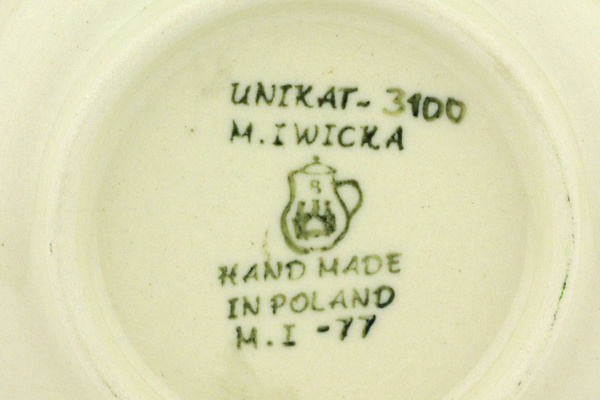 UNIKAT~ 3100
M.IWICKA
B
HAND MADE
IN POLAND
M.I -77